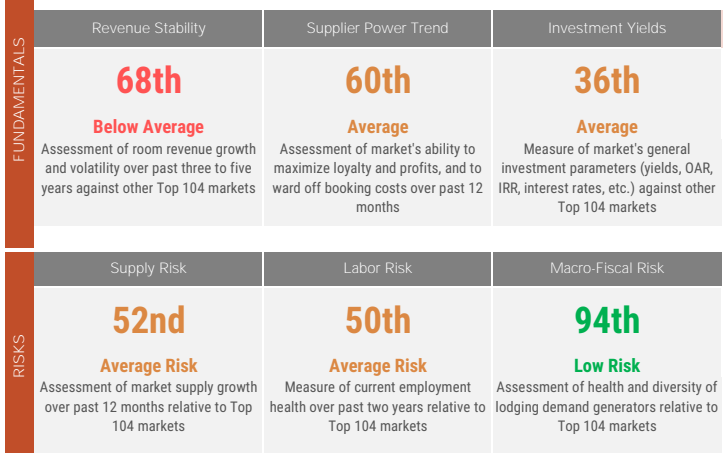 FUNDAMENTALS
Revenue Stability
68th
Below Average
Assessment of room revenue growth
and volatility over past three to five
years against other Top 104 markets
Supplier Power Trend
60th
Average
Assessment of market's ability to
maximize loyalty and profits, and to
ward off booking costs over past 12
months
Investment Yields
36th
Average
Measure of market's general
investment parameters (yields, OAR,
IRR, interest rates, etc.) against other
Top 104 markets
RISKS
Supply Risk
52nd
Average Risk
Assessment of market supply growth
over past 12 months relative to Top
104 markets
Labor Risk
50th
Average Risk
Measure of current employment
health over past two years relative to
Top 104 markets
Macro-Fiscal Risk
94th
Low Risk
Assessment of health and diversity of
lodging demand generators relative to
Top 104 markets